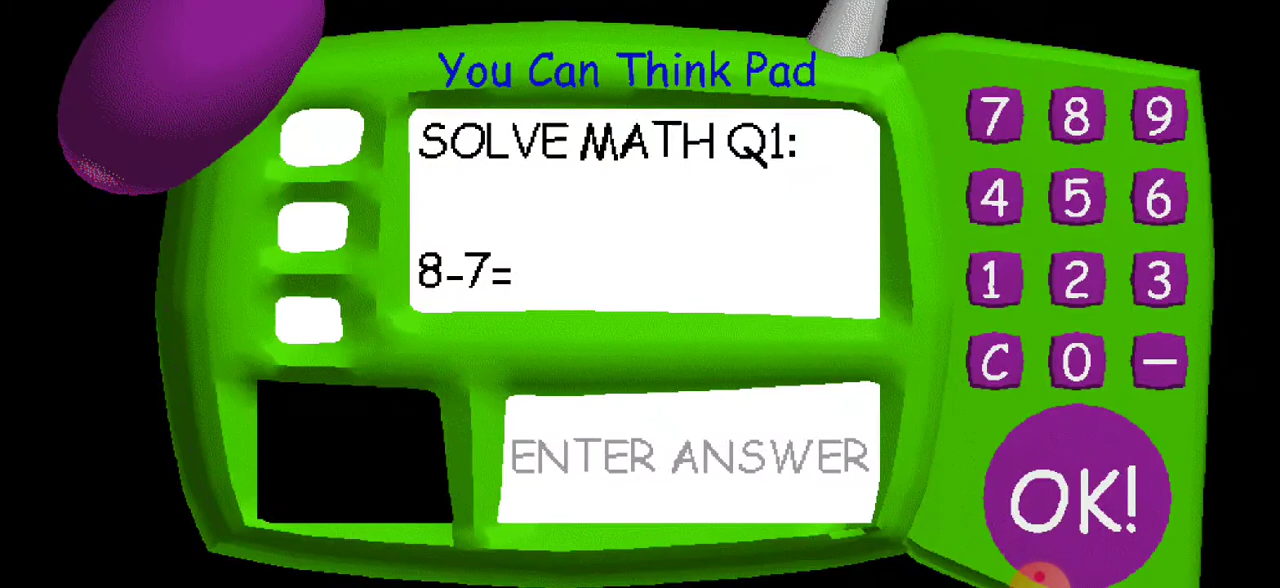 You Can Think Pad
SOLVE MATH Q1:
8-7=
ENTER ANSWER
7 8 9
4 5 6
1 2 3
C 0 −
OK!